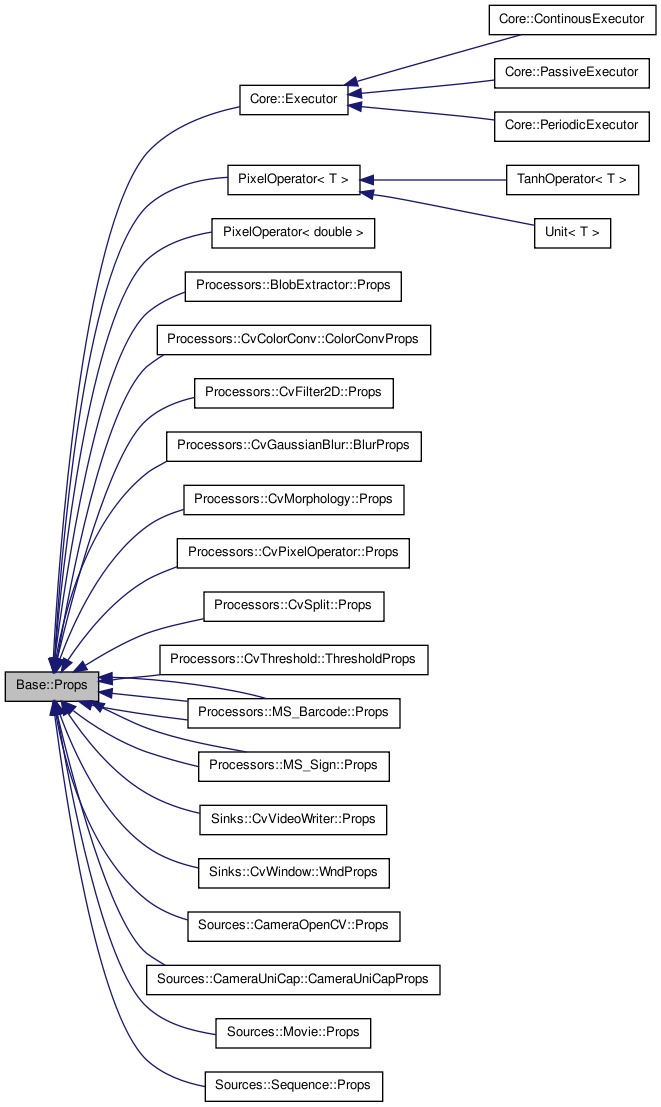 Core::ContinousExecutor
Core::PassiveExecutor
Core::Executor
Core::PeriodicExecutor
PixelOperator< T >
TanhOperator< T >
PixelOperator< double >
Unit< T >
Processors::BlobExtractor::Props
Processors::CvColorConv::ColorConvProps
Processors::CvFilter2D::Props
Processors::CvGaussianBlur::BlurProps
Processors::CvMorphology::Props
Processors::CvPixelOperator::Props
Processors::CvSplit::Props
Processors::CvThreshold::ThresholdProps
Base::Props
Processors::MS_Barcode::Props
Processors::MS_Sign::Props
Sinks::CvVideoWriter::Props
Sinks::CvWindow::WndProps
Sources::CameraOpenCV::Props
Sources::CameraUniCap::CameraUniCapProps
Sources::Movie::Props
Sources::Sequence::Props